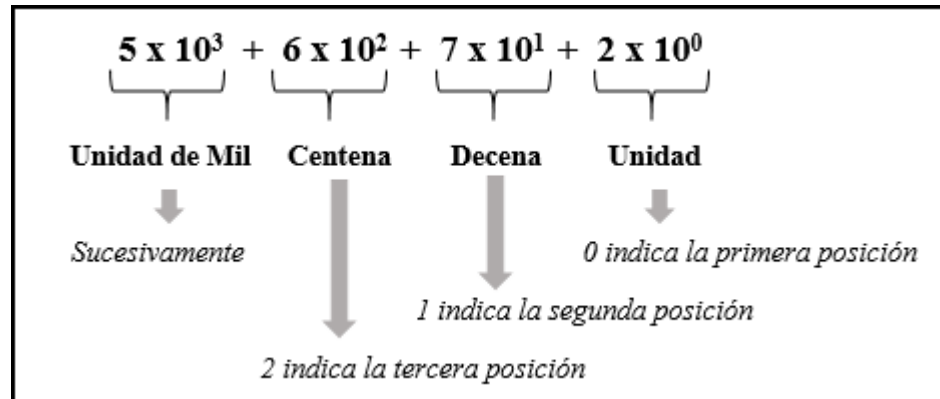 5 x 10³ + 6 x 10² + 7 x 10¹ + 2 x 10⁰
Unidad de Mil Centena Decena Unidad
Sucesivamente 0 indica la primera posición
1 indica la segunda posición
2 indica la tercera posición